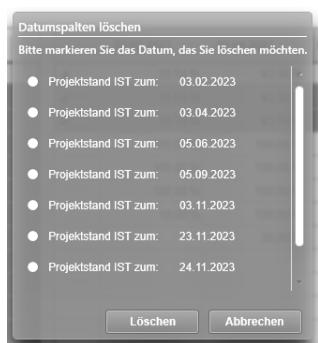 Datumspalten löschen
Bitte markieren Sie das Datum, das Sie löschen möchten.
Projektstand IST zum: 03.02.2023
Projektstand IST zum: 03.04.2023
Projektstand IST zum: 05.06.2023
Projektstand IST zum: 05.09.2023
Projektstand IST zum: 03.11.2023
Projektstand IST zum: 23.11.2023
Projektstand IST zum: 24.11.2023
Löschen Abbrechen